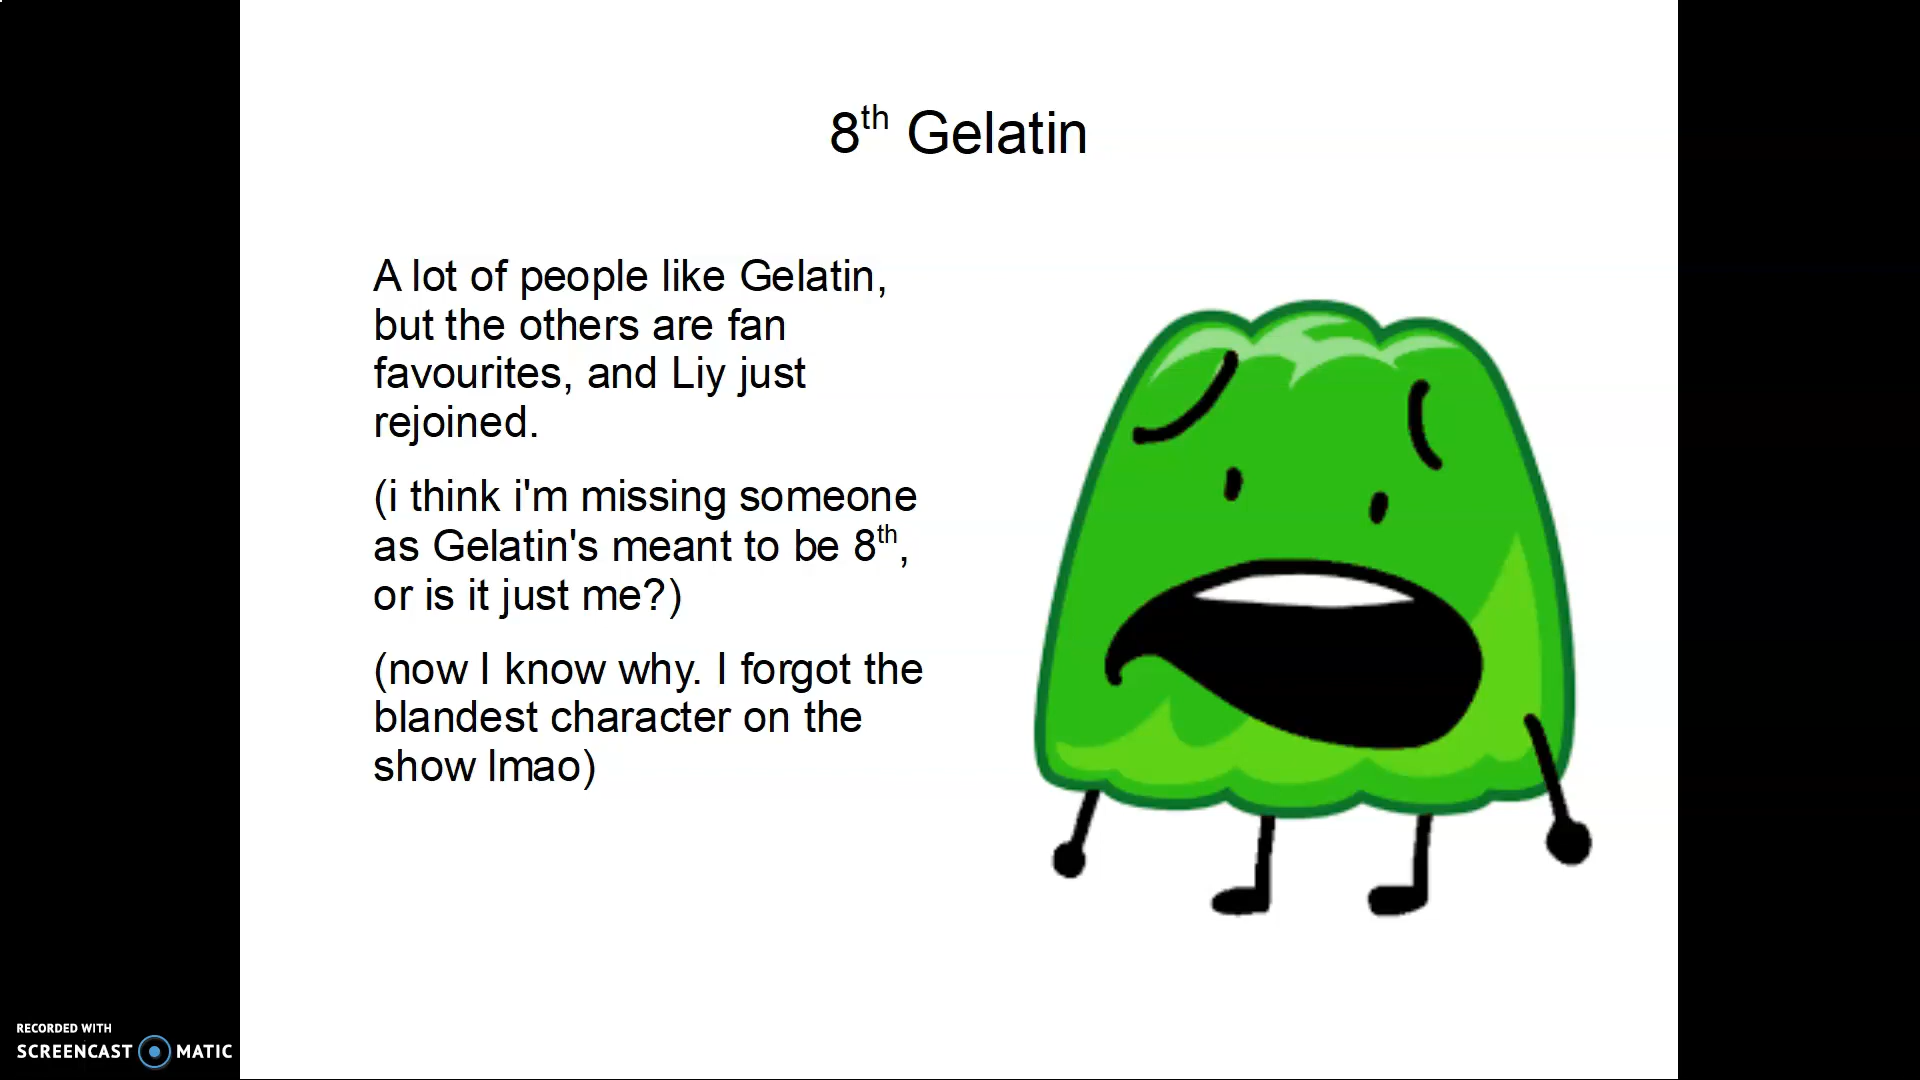 8th Gelatin
A lot of people like Gelatin,
but the others are fan
favourites, and Liy just
rejoined.
(i think i'm missing someone
as Gelatin's meant to be 8th,
or is it just me?)
(now I know why. I forgot the
blandest character on the
show lmao)
RECORDED WITH
SCREENCAST MATIC